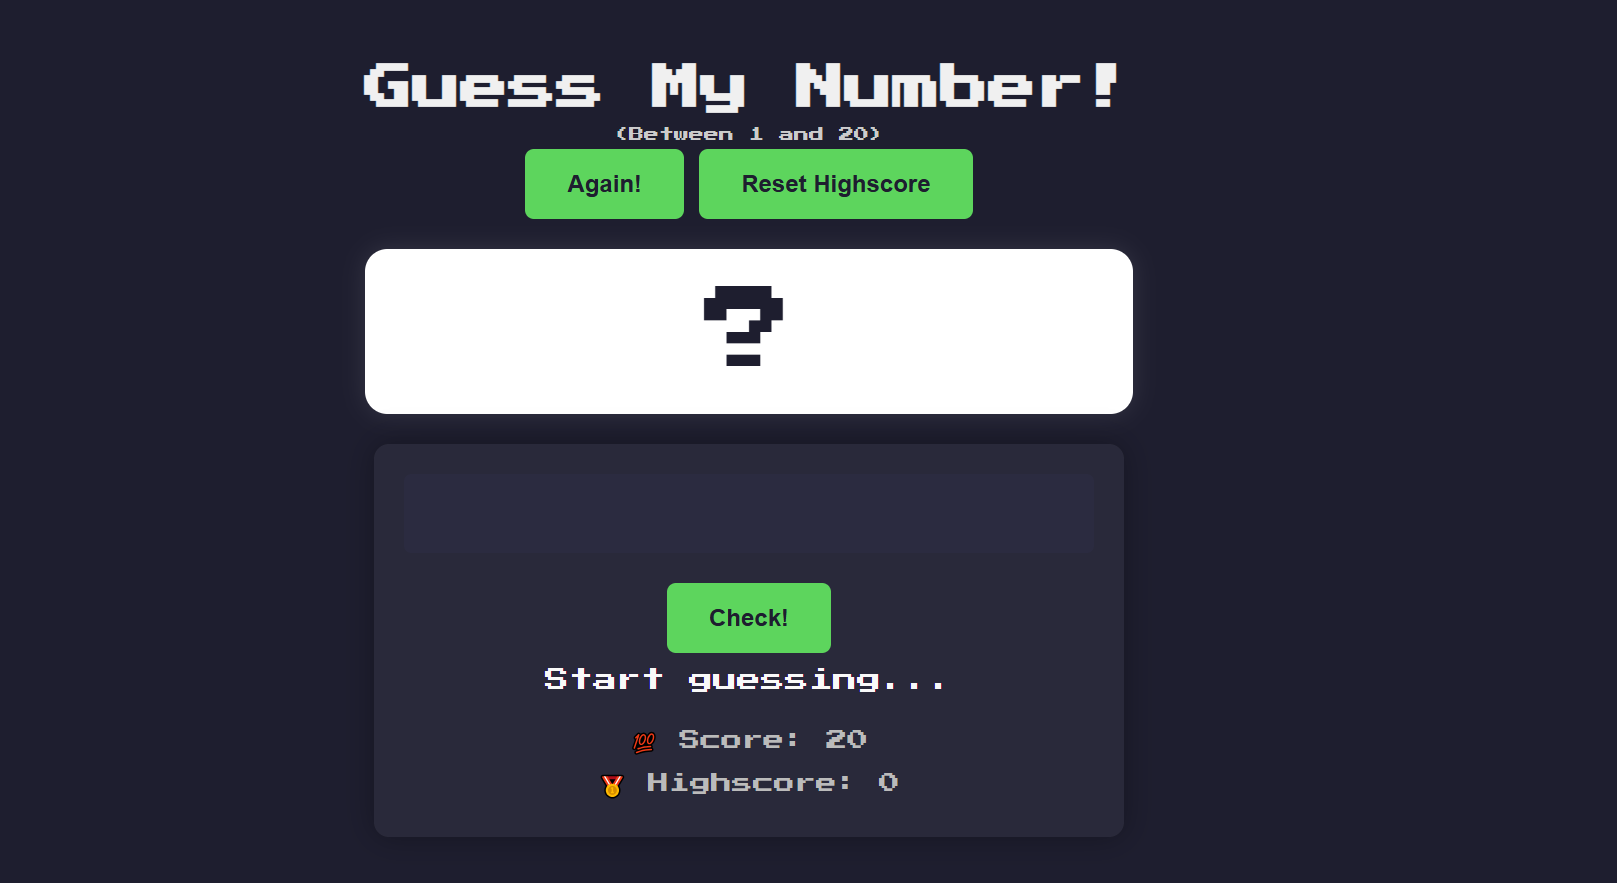 Guess My Number!
(Between 1 and 20)
Again! Reset Highscore
?
Check!
Start guessing...
💯 Score: 20
🥇 Highscore: 0